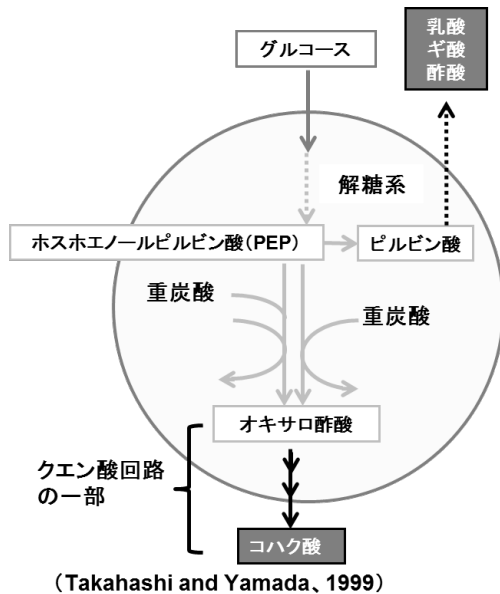 乳酸
ギ酸
酢酸
グルコース
解糖系
ホスホエノールピルビン酸（PEP）
ピルビン酸
重炭酸
重炭酸
オキサロ酢酸
クエン酸回路
の一部
コハク酸
（Takahashi and Yamada、1999）